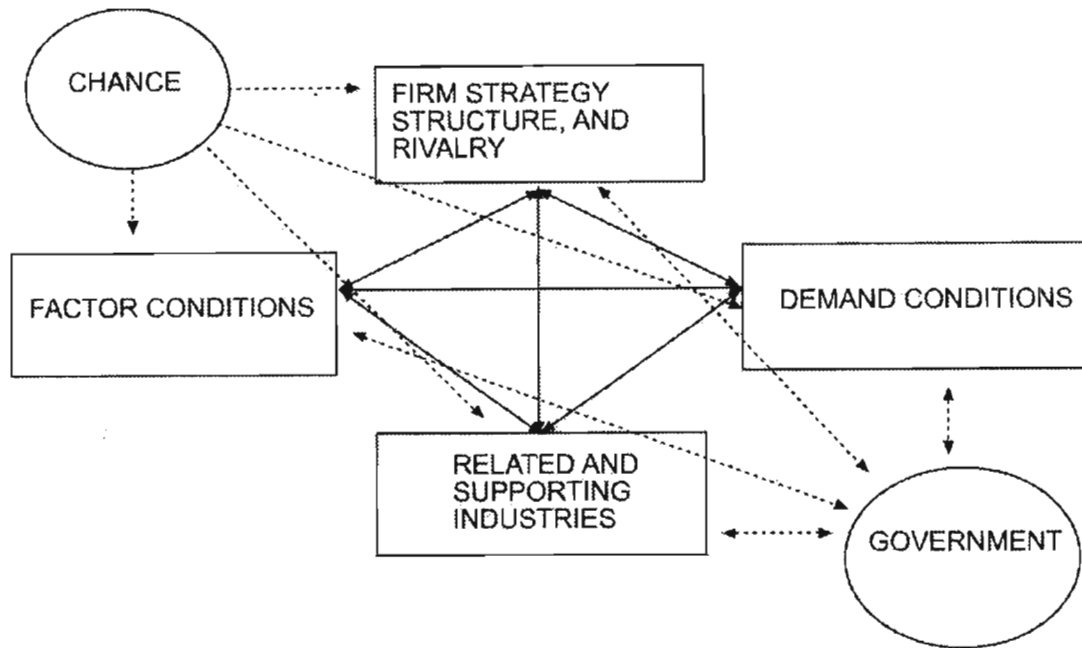 CHANCE
FIRM STRATEGY
STRUCTURE, AND
RIVALRY
FACTOR CONDITIONS
DEMAND CONDITIONS
RELATED AND
SUPPORTING
INDUSTRIES
GOVERNMENT